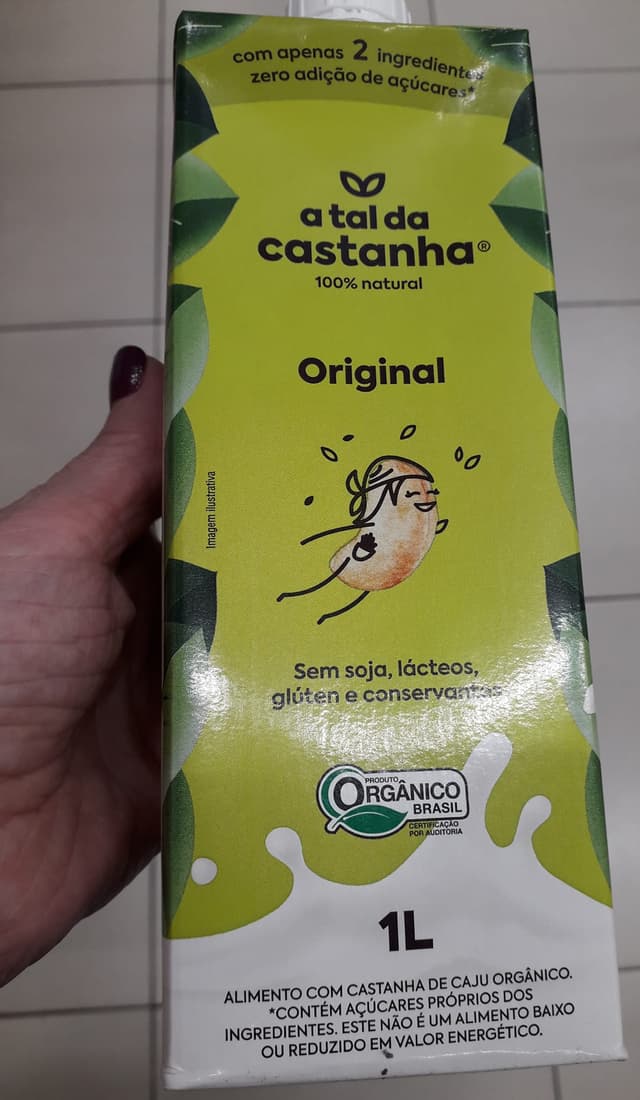 com apenas 2 ingredientes
zero adição de açúcares*
a tal da
castanha®
100% natural
Original
Imagem ilustrativa
Sem soja, lácteos,
glúten e conservantes
PRODUTO
ORGÂNICO
BRASIL
CERTIFICAÇÃO
POR AUDITORIA
1L
ALIMENTO COM CASTANHA DE CAJU ORGÂNICO.
*CONTÉM AÇÚCARES PRÓPRIOS DOS
INGREDIENTES. ESTE NÃO É UM ALIMENTO BAIXO
OU REDUZIDO EM VALOR ENERGÉTICO.